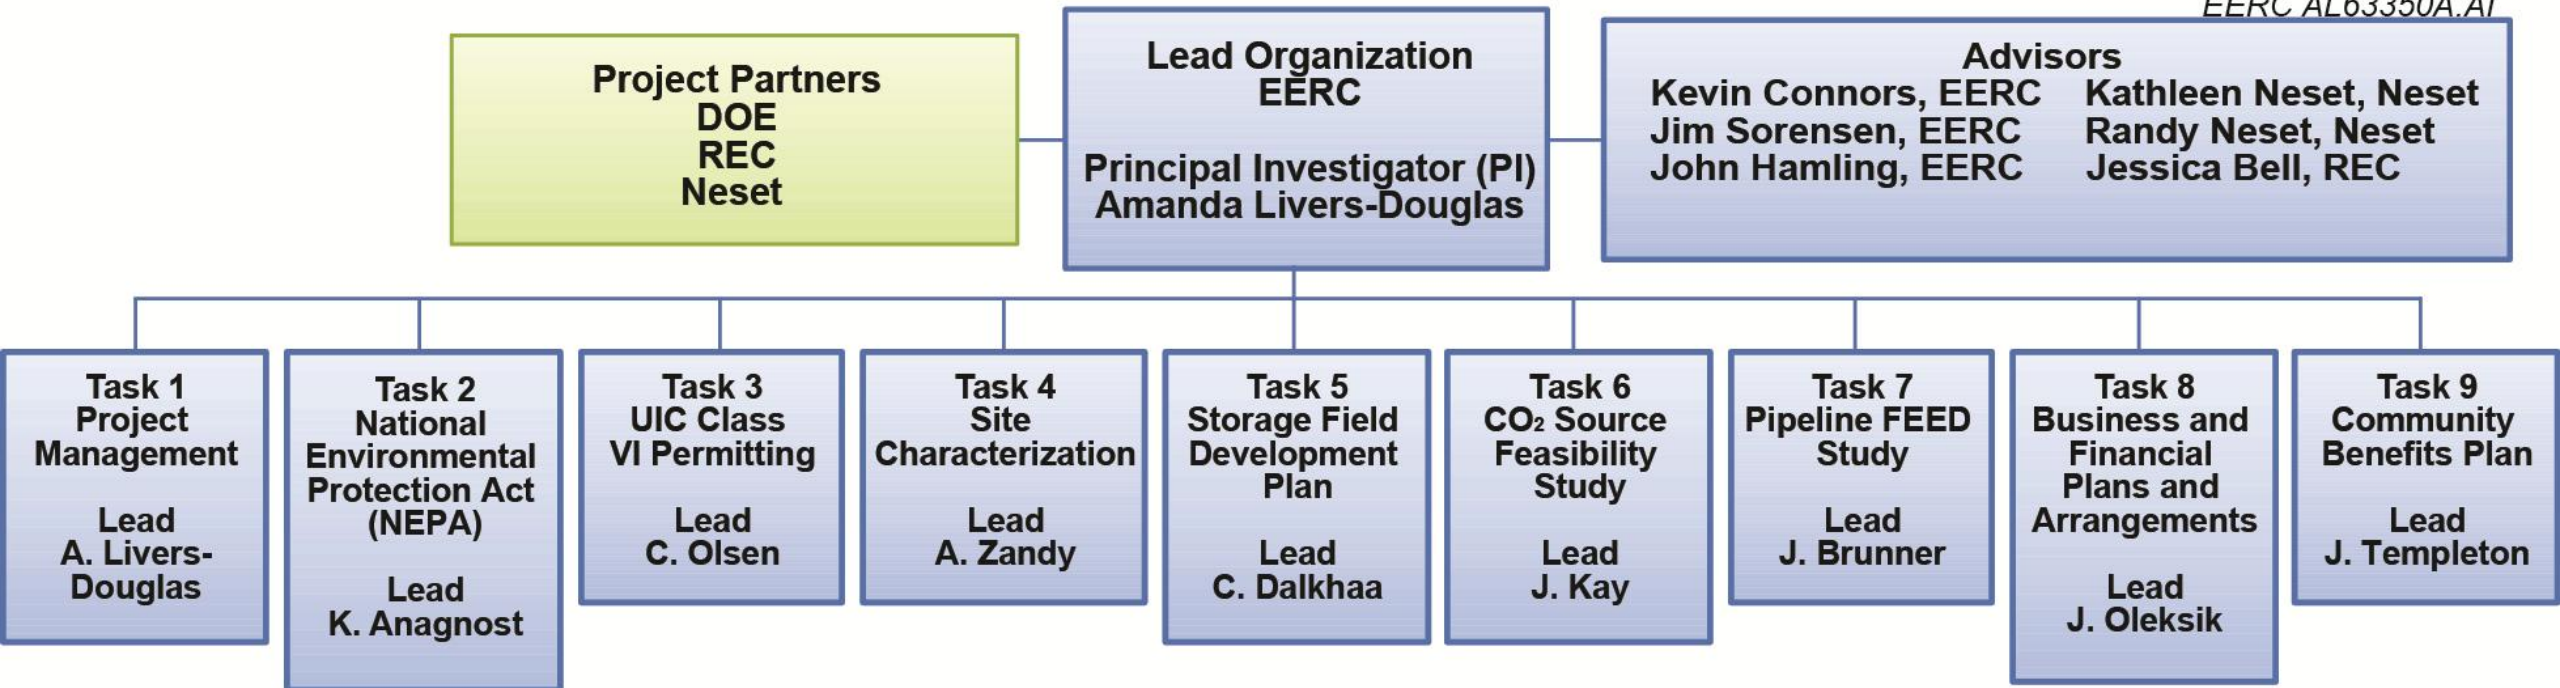 EERC AL63350A.AI
Project Partners
DOE
REC
Neset
Lead Organization
EERC
Principal Investigator (PI)
Amanda Livers-Douglas
Advisors
Kevin Connors, EERC Kathleen Neset, Neset
Jim Sorensen, EERC Randy Neset, Neset
John Hamling, EERC Jessica Bell, REC
Task 1
Project
Management
Lead
A. Livers-
Douglas
Task 2
National
Environmental
Protection Act
(NEPA)
Lead
K. Anagnost
Task 3
UIC Class
VI Permitting
Lead
C. Olsen
Task 4
Site
Characterization
Lead
A. Zandy
Task 5
Storage Field
Development
Plan
Lead
C. Dalkhaa
Task 6
CO₂ Source
Feasibility
Study
Lead
J. Kay
Task 7
Pipeline FEED
Study
Lead
J. Brunner
Task 8
Business and
Financial
Plans and
Arrangements
Lead
J. Oleksik
Task 9
Community
Benefits Plan
Lead
J. Templeton